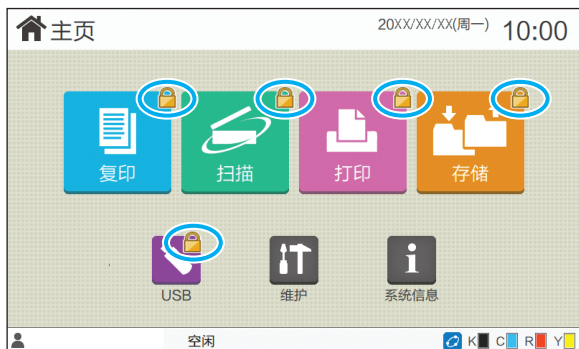 主页
20XX/XX/XX(周一) 10:00
复印 扫描 打印 存储
USB 维护 系统信息
空闲 K C R Y